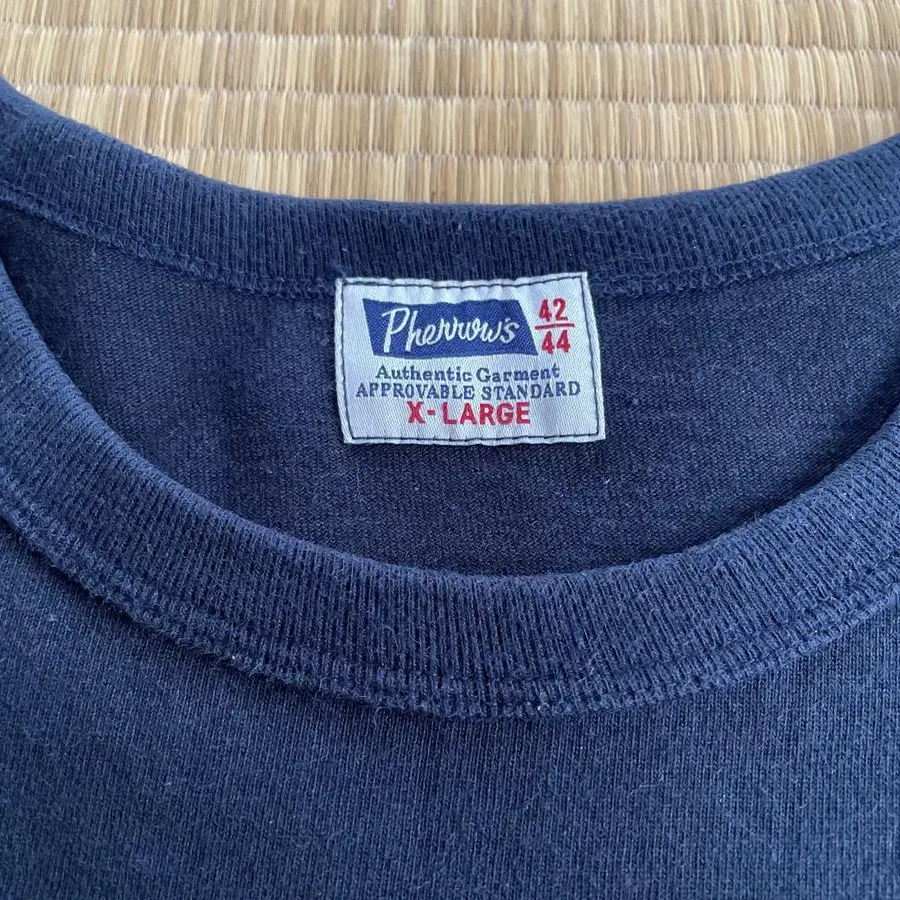 Pherrow's
42
44
Authentic Garment
APPROVABLE STANDARD
X-LARGE